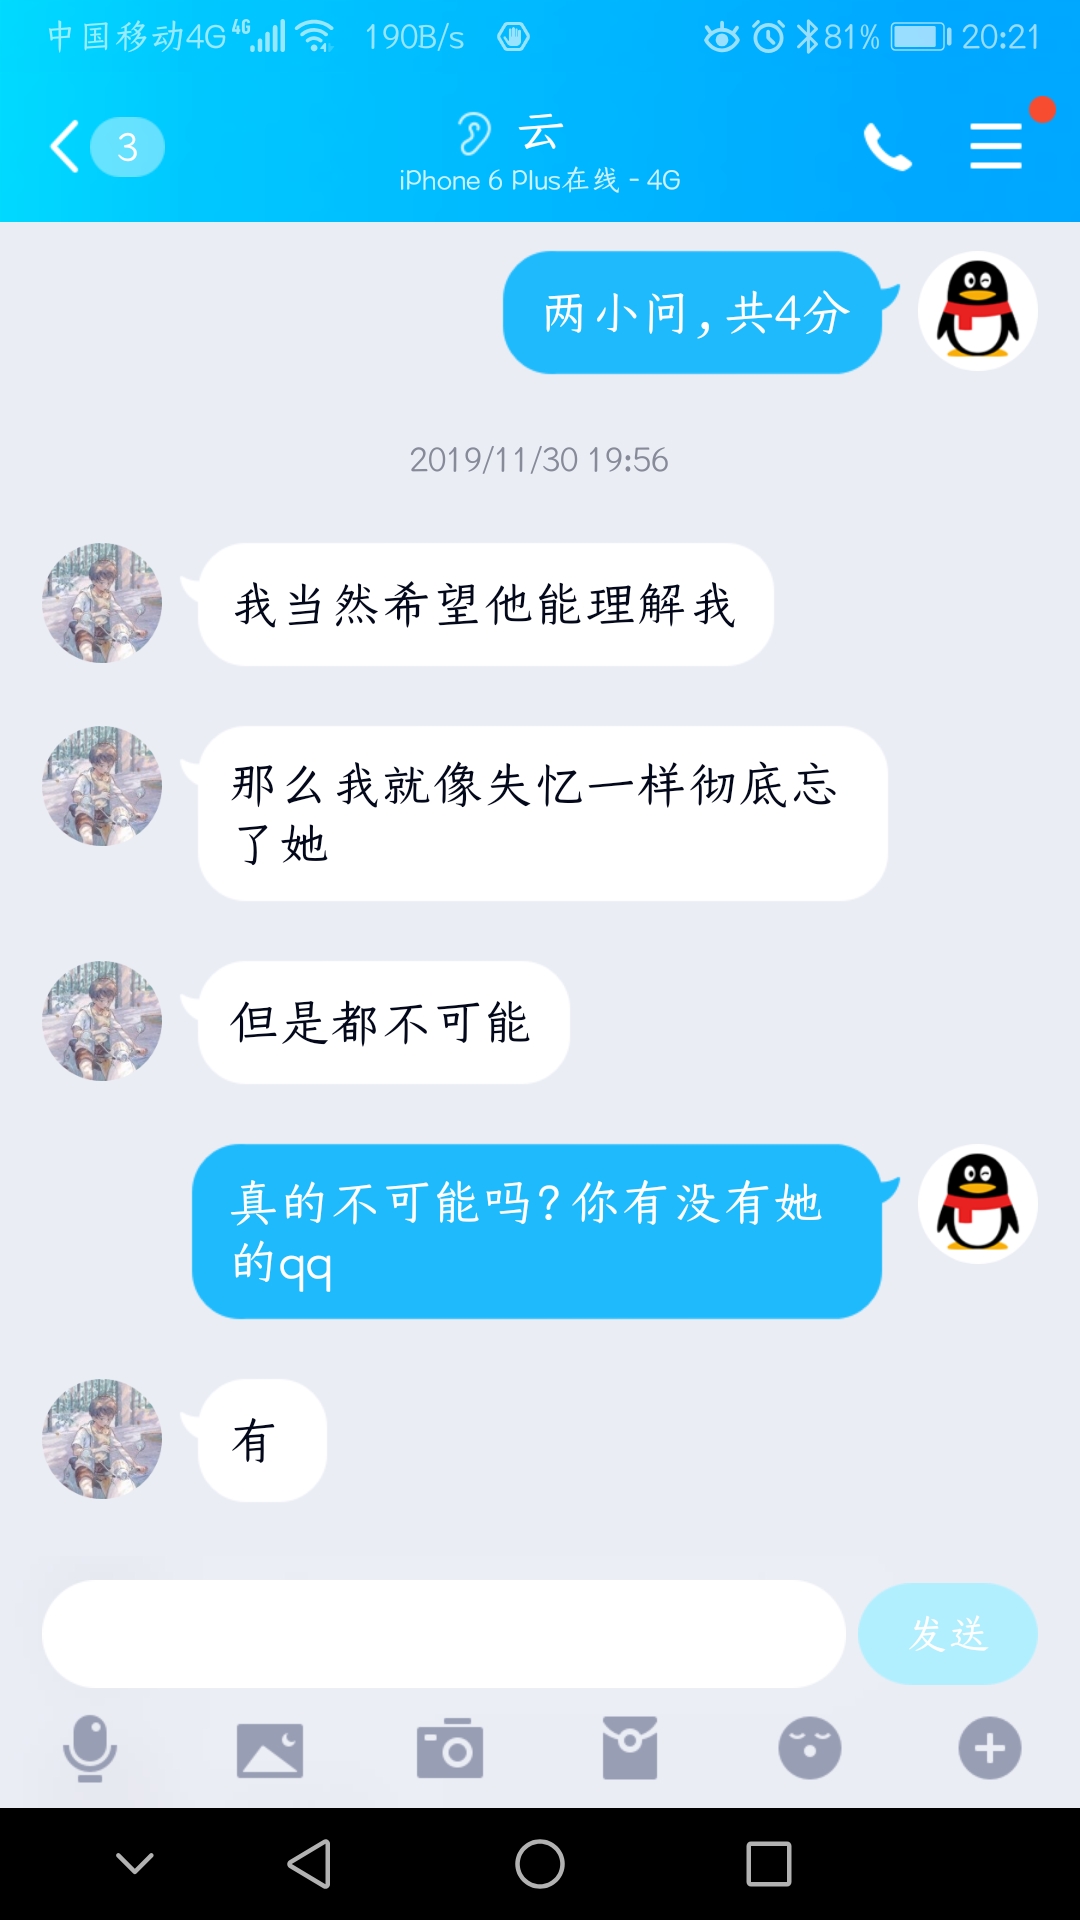 中国移动4G 4G 190B/s 81% 20:21
3
云
iPhone 6 Plus在线 - 4G
两小问，共4分
2019/11/30 19:56
我当然希望他能理解我
那么我就像失忆一样彻底忘
了她
但是都不可能
真的不可能吗？你有没有她
的qq
有
发送